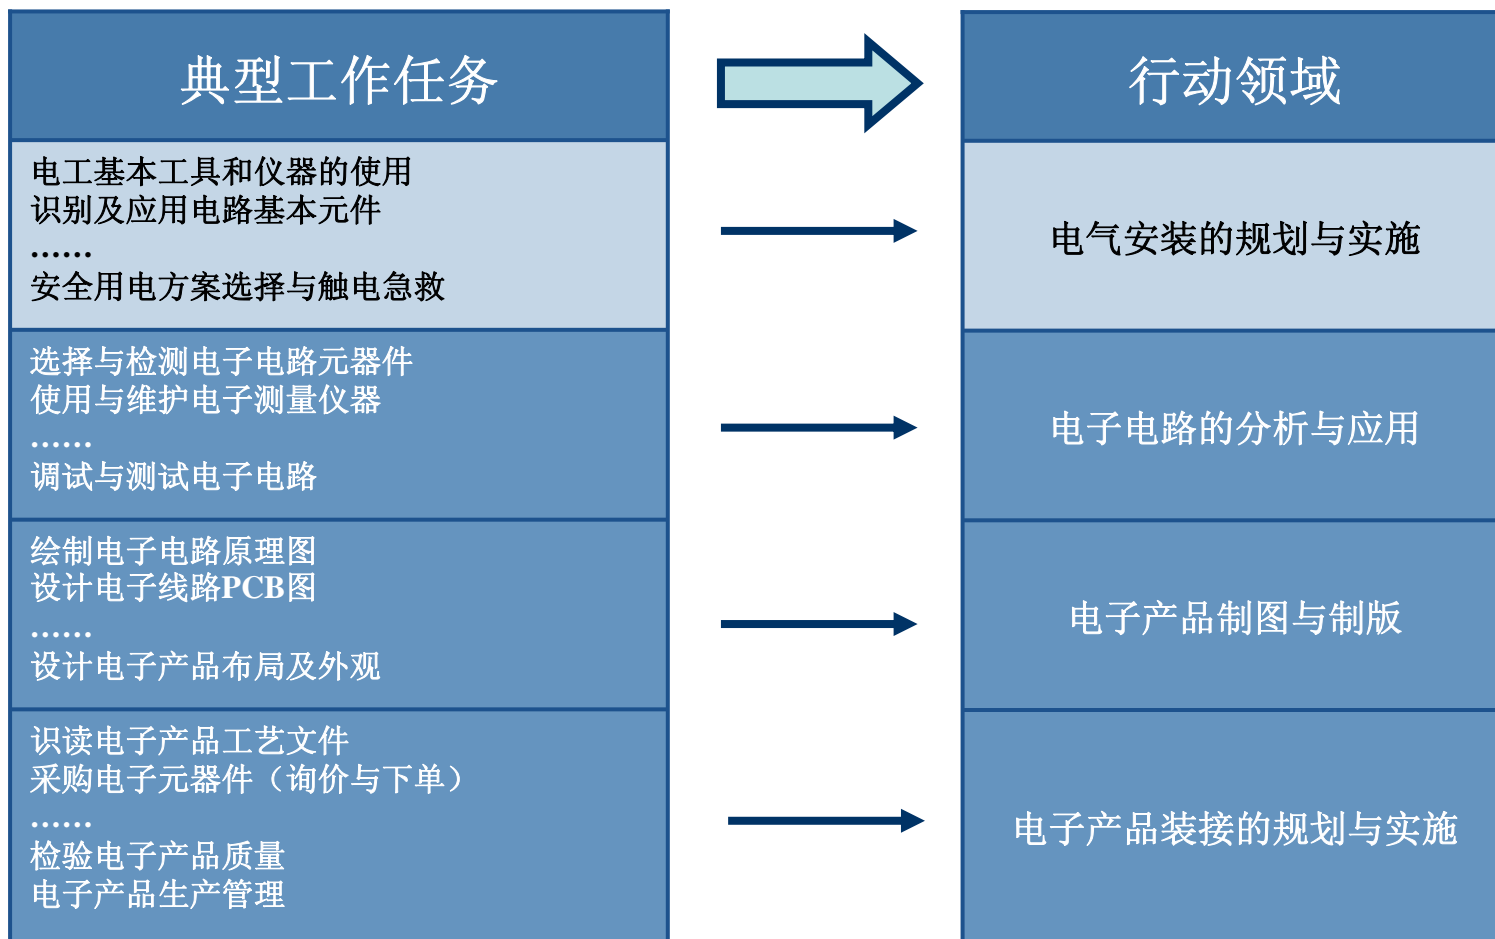 典型工作任务
行动领域
电工基本工具和仪器的使用
识别及应用电路基本元件
......
安全用电方案选择与触电急救
电气安装的规划与实施
选择与检测电子电路元器件
使用与维护电子测量仪器
......
调试与测试电子电路
电子电路的分析与应用
绘制电子电路原理图
设计电子线路PCB图
......
设计电子产品布局及外观
电子产品制图与制版
识读电子产品工艺文件
采购电子元器件（询价与下单）
......
检验电子产品质量
电子产品生产管理
电子产品装接的规划与实施